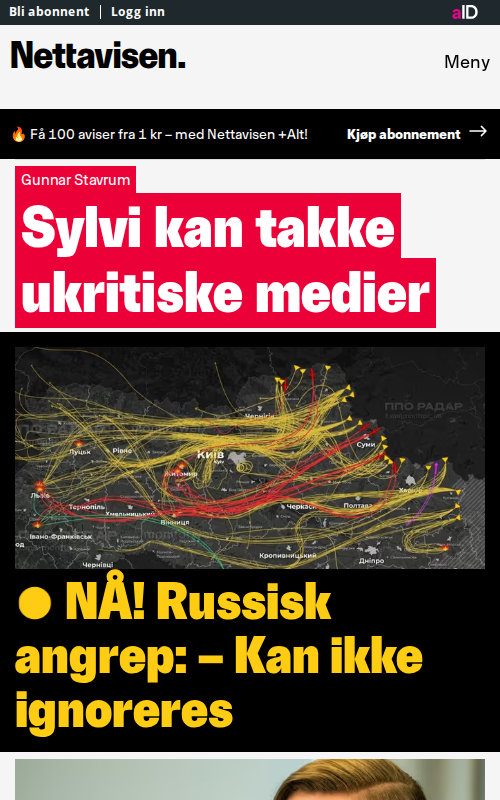 Bli abonnent | Logg inn
aID
Nettavisen.
Meny
🔥 Få 100 aviser fra 1 kr – med Nettavisen +Alt!
Kjøp abonnement →
Gunnar Stavrum
Sylvi kan takke
ukritiske medier
ППО РАДАР
Чернігів
Суми
Луцьк
Рівне
Київ
Житомир
Львів
Тернопіль
Хмельницький
Черкаси
Полтава
Вінниця
Івано-Франківськ
Кропивницький
Дніпро
Чернівці
NÅ! Russisk
angrep: – Kan ikke
ignoreres